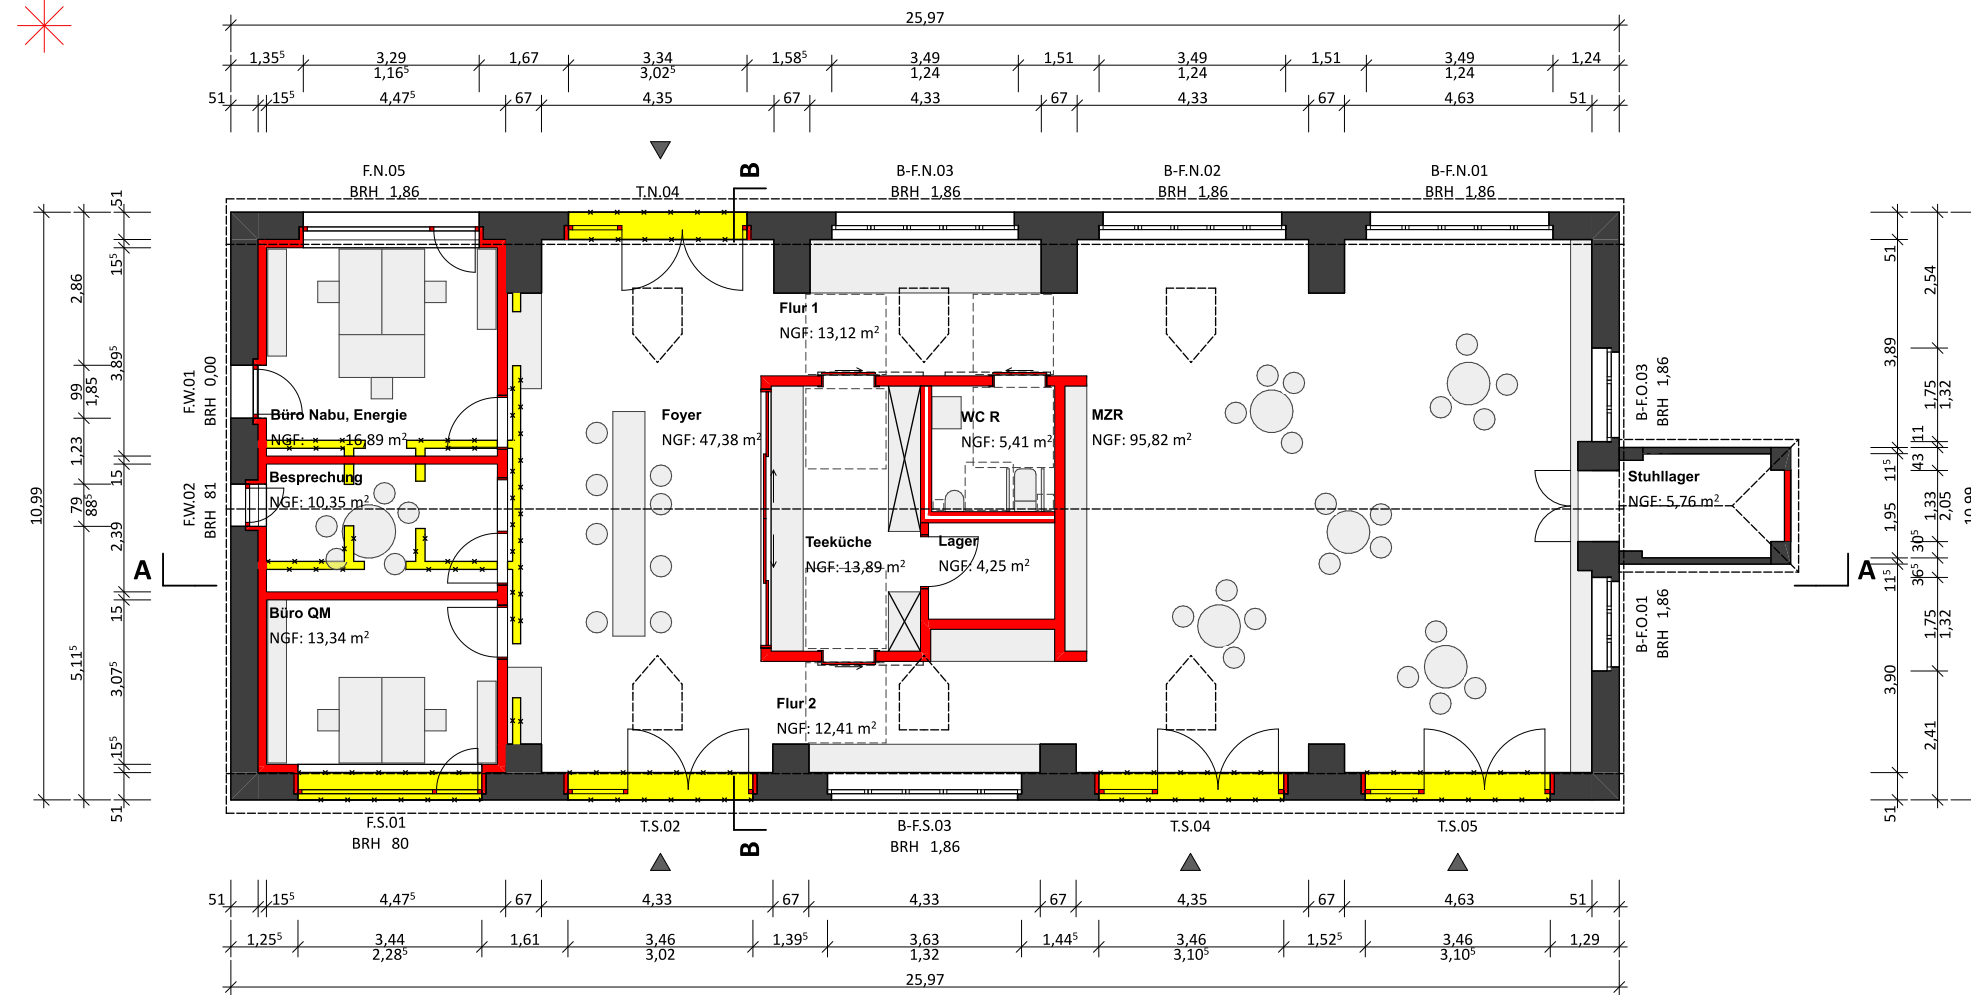 25,97
1,35⁵ 3,29 1,67 3,34 1,58⁵ 3,49 1,51 3,49 1,51 3,49 1,24
1,16⁵ 3,02⁵ 1,24 1,24 1,24
51 15⁵ 4,47⁵ 67 4,35 67 4,33 67 4,33 67 4,63 51
B
F.N.05 B-F.N.03 B-F.N.02 B-F.N.01
BRH 1,86 T.N.04 BRH 1,86 BRH 1,86 BRH 1,86
10,99
2,86
99
1,85
1,23
79
88⁵
5,11⁵
51
15⁵
3,89⁵
15
2,39
15
3,07⁵
15⁵
51
F.W.01
BRH 0,00
F.W.02
BRH 81
A
Flur 1
NGF: 13,12 m²
Büro Nabu, Energie
NGF: 16,89 m²
Foyer
NGF: 47,38 m²
WC R
NGF: 5,41 m²
MZR
NGF: 95,82 m²
Besprechung
NGF: 10,35 m²
Stuhllager
NGF: 5,76 m²
Teeküche
NGF: 13,89 m²
Lager
NGF: 4,25 m²
Büro QM
NGF: 13,34 m²
Flur 2
NGF: 12,41 m²
B-F.O.03
BRH 1,86
B-F.O.01
BRH 1,86
A
51
3,89
11⁵
1,95
11⁵
3,90
51
11
43
30⁵
36⁵
2,54
1,75
1,32
1,33
2,05
1,75
1,32
2,41
10,99
F.S.01 T.S.02 B-F.S.03 T.S.04 T.S.05
BRH 80 BRH 1,86
B
51 15⁵ 4,47⁵ 67 4,33 67 4,33 67 4,35 67 4,63 51
1,25⁵ 3,44 1,61 3,46 1,39⁵ 3,63 1,44⁵ 3,46 1,52⁵ 3,46 1,29
2,28⁵ 3,02 1,32 3,10⁵ 3,10⁵
25,97